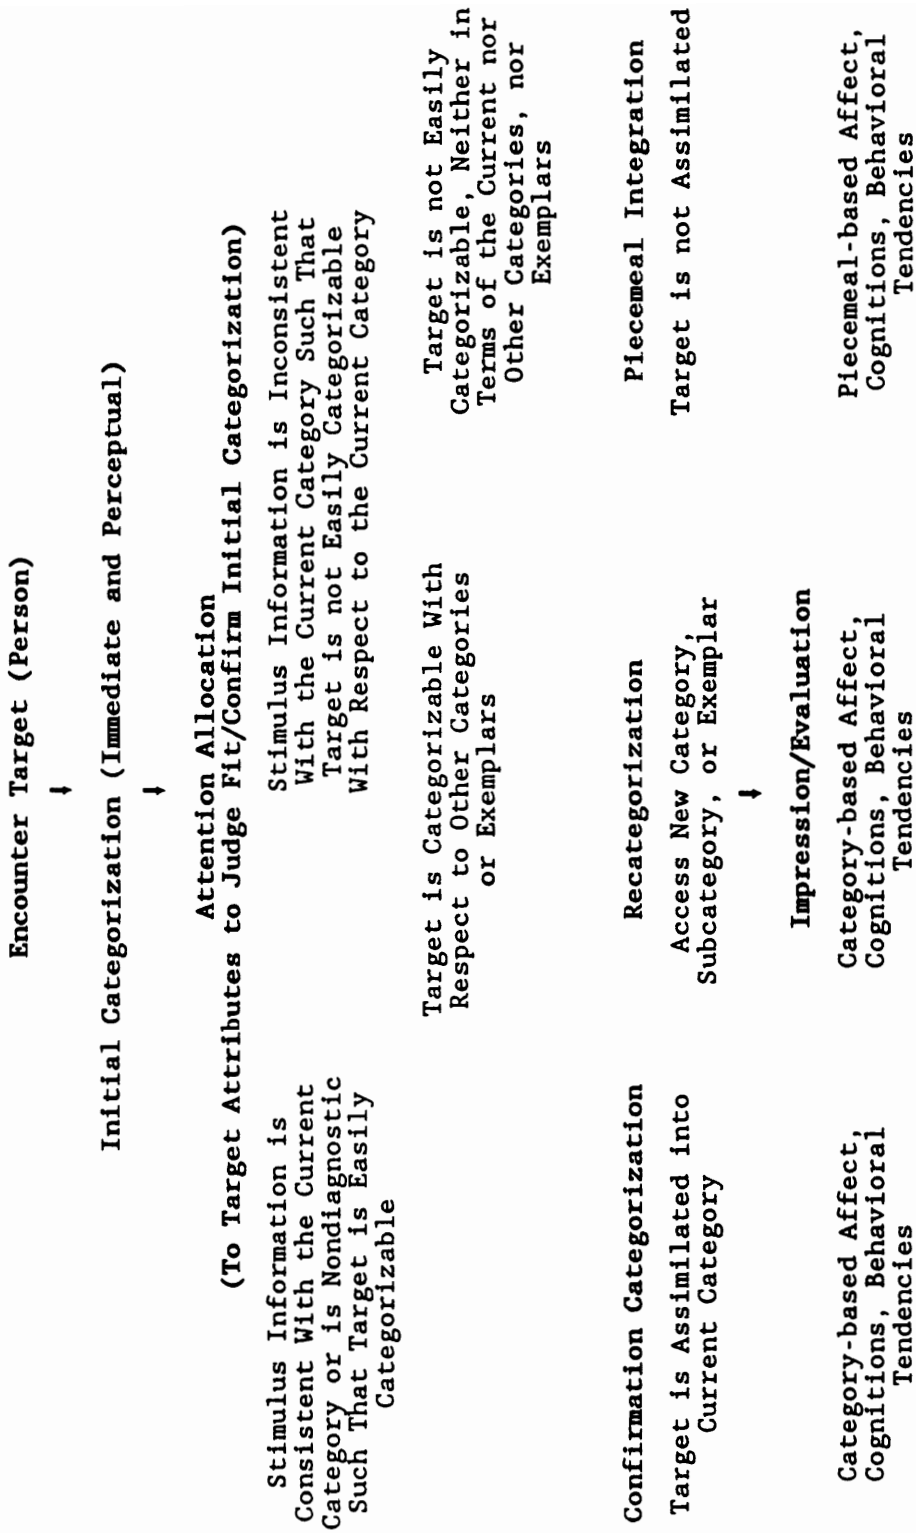 Encounter Target (Person)
↓
Initial Categorization (Immediate and Perceptual)
↓
Attention Allocation
(To Target Attributes to Judge Fit/Confirm Initial Categorization)
Stimulus Information is
Consistent With the Current
Category or is Nondiagnostic
Such That Target is Easily
Categorizable
Stimulus Information is Inconsistent
With the Current Category Such That
Target is not Easily Categorizable
With Respect to the Current Category
Target is Categorizable With
Respect to Other Categories
or Exemplars
Target is not Easily
Categorizable, Neither in
Terms of the Current nor
Other Categories, nor
Exemplars
Confirmation Categorization
Target is Assimilated into
Current Category
Recategorization
Access New Category,
Subcategory, or Exemplar
↓
Piecemeal Integration
Target is not Assimilated
Impression/Evaluation
Category-based Affect,
Cognitions, Behavioral
Tendencies
Category-based Affect,
Cognitions, Behavioral
Tendencies
Piecemeal-based Affect,
Cognitions, Behavioral
Tendencies